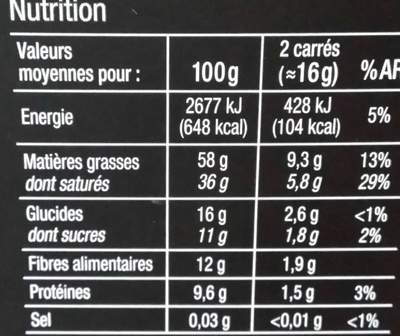 Nutrition
Valeurs moyennes pour : 100g 2 carrés (≈16g) %AR
Energie 2677 kJ (648 kcal) 428 kJ (104 kcal) 5%
Matières grasses 58 g 9,3 g 13%
dont saturés 36 g 5,8 g 29%
Glucides 16 g 2,6 g <1%
dont sucres 11 g 1,8 g 2%
Fibres alimentaires 12 g 1,9 g
Protéines 9,6 g 1,5 g 3%
Sel 0,03 g <0,01 g <1%